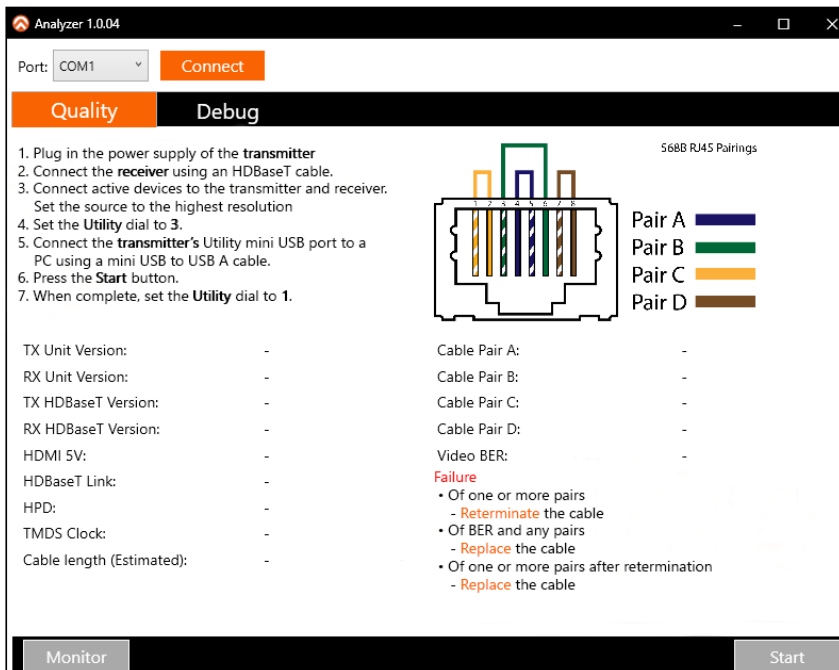 Analyzer 1.0.04
Port: COM1 Connect
Quality Debug
1. Plug in the power supply of the transmitter
2. Connect the receiver using an HDBaseT cable.
3. Connect active devices to the transmitter and receiver.
Set the source to the highest resolution
4. Set the Utility dial to 3.
5. Connect the transmitter's Utility mini USB port to a
PC using a mini USB to USB A cable.
6. Press the Start button.
7. When complete, set the Utility dial to 1.
568B RJ45 Pairings
1 2 3 4 5 6 7 8
Pair A
Pair B
Pair C
Pair D
TX Unit Version: -
RX Unit Version: -
TX HDBaseT Version: -
RX HDBaseT Version: -
HDMI 5V: -
HDBaseT Link: -
HPD: -
TMDS Clock: -
Cable length (Estimated): -
Cable Pair A: -
Cable Pair B: -
Cable Pair C: -
Cable Pair D: -
Video BER: -
Failure
• Of one or more pairs
- Reterminate the cable
• Of BER and any pairs
- Replace the cable
• Of one or more pairs after retermination
- Replace the cable
Monitor Start